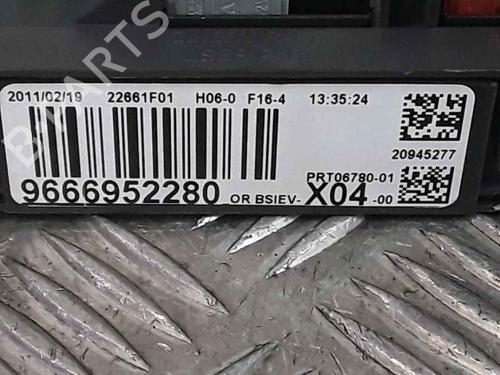 2011/02/19 22661F01 H06-0 F16-4 13:35:24
20945277
PRT06780-01
9666952280 OR BSIEV- X04 -00
B-PARTS